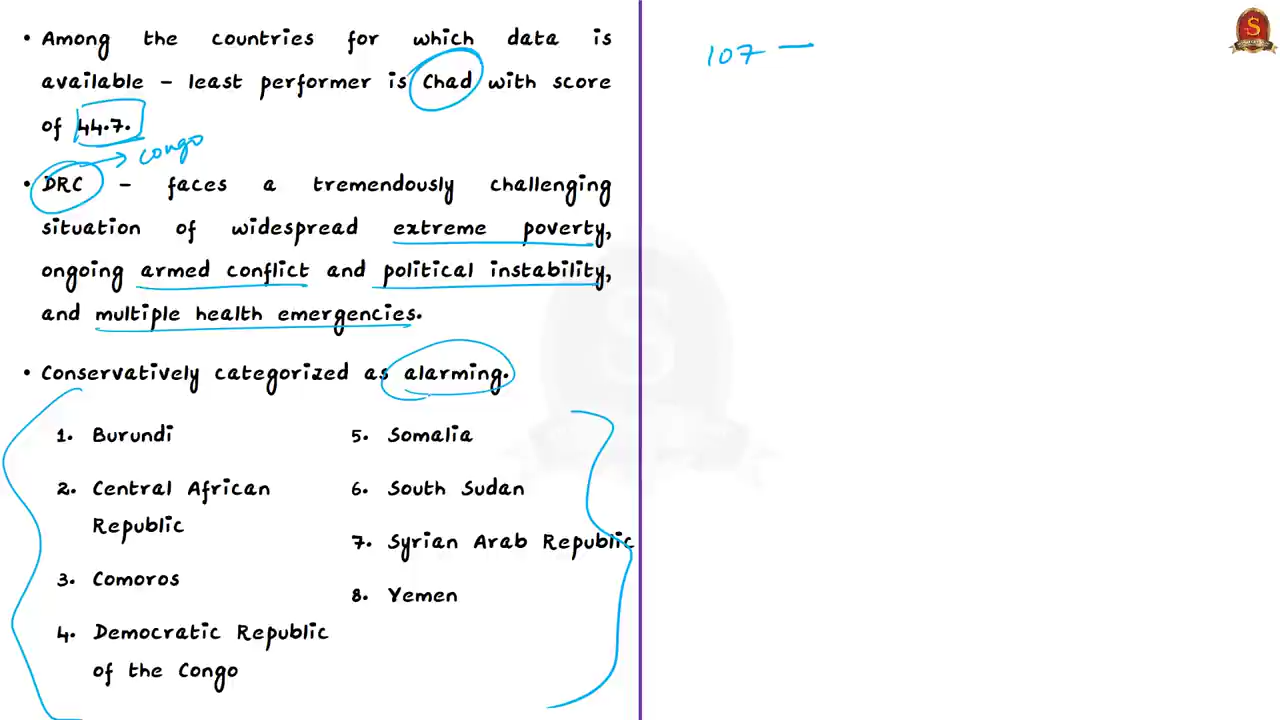 • Among the countries for which data is
available – least performer is Chad with score
of 44.7.
congo
• DRC – faces a tremendously challenging
situation of widespread extreme poverty,
ongoing armed conflict and political instability,
and multiple health emergencies.
• Conservatively categorized as alarming.
1. Burundi
2. Central African
Republic
3. Comoros
4. Democratic Republic
of the Congo
5. Somalia
6. South Sudan
7. Syrian Arab Republic
8. Yemen
107 —
S
S